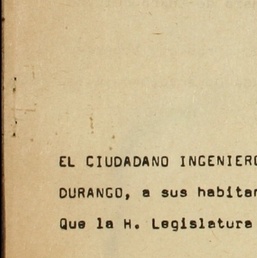 EL CIUDADANO INGENIERO
DURANGO, a sus habitan
Que la H. Legislatura